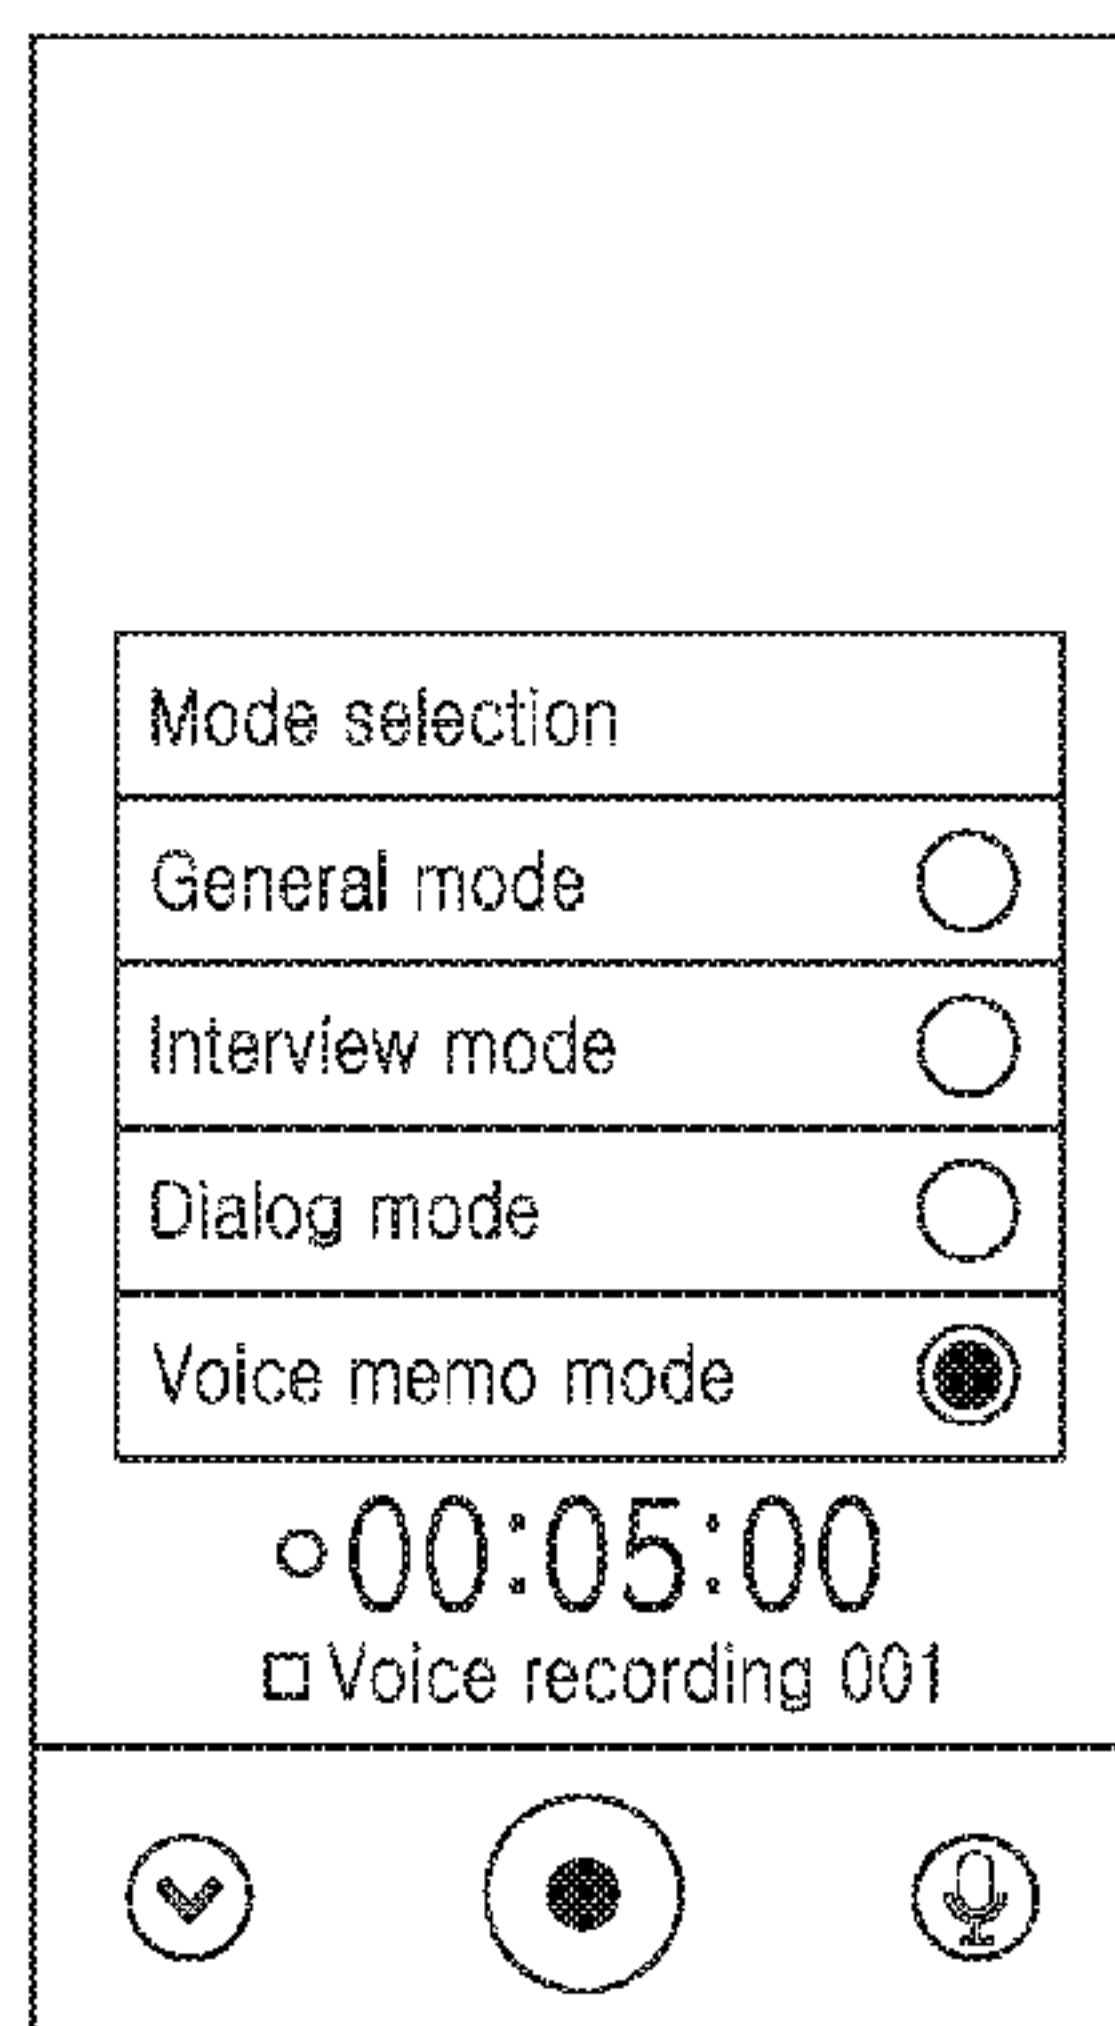 Mode selection
General mode
Interview mode
Dialog mode
Voice memo mode
00:05:00
Voice recording 001